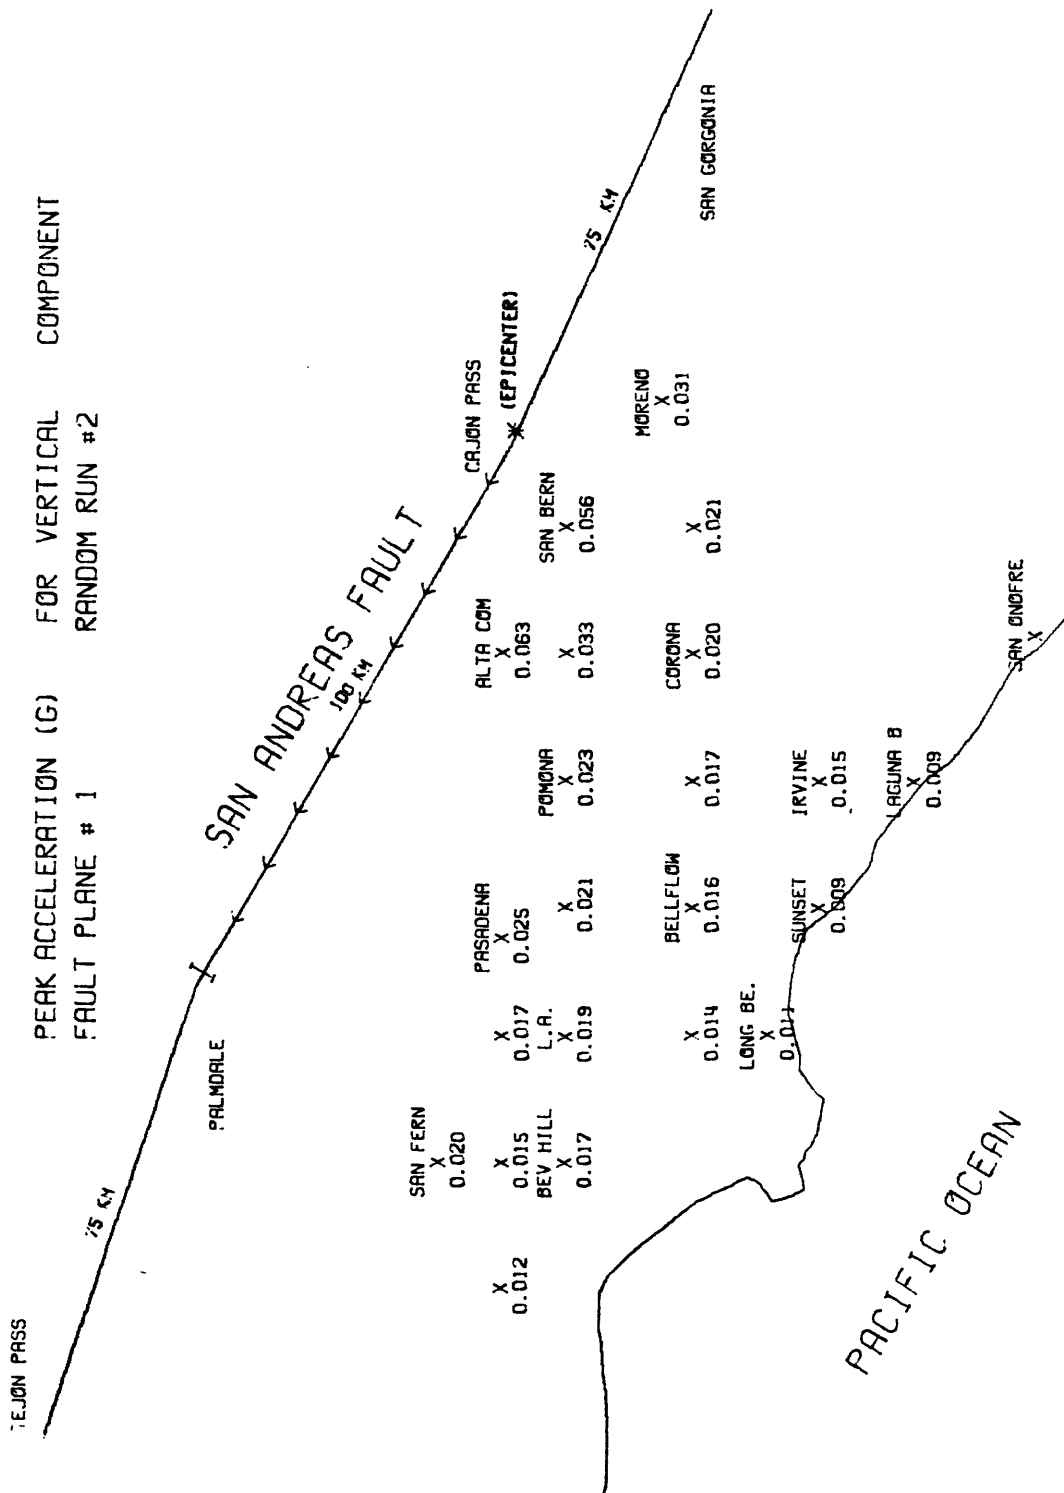 PEAK ACCELERATION (G) FOR VERTICAL COMPONENT
FAULT PLANE # 1 RANDOM RUN #2
EJON PASS
75 KM
PALMDALE
SAN ANDREAS FAULT
100 KM
CAJON PASS
(EPICENTER)
75 KM
SAN GORGONIA
SAN FERN
X
0.020
X
0.012
X
0.015
X
0.017
PASADENA
X
0.025
ALTA COM
X
0.063
BEV HILL
X
0.017
L.A.
X
0.019
X
0.021
POMONA
X
0.023
X
0.033
SAN BERN
X
0.056
MORENO
X
0.031
X
0.014
BELLFLOW
X
0.016
X
0.017
CORONA
X
0.020
X
0.021
LONG BE.
X
0.011
SUNSET
X
0.009
IRVINE
X
0.015
LAGUNA B
X
0.009
SAN ONOFRE
X
PACIFIC OCEAN